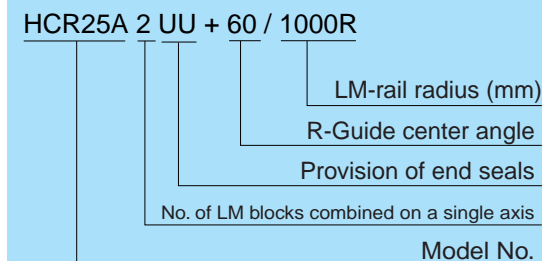 HCR25A 2 UU + 60 / 1000R
LM-rail radius (mm)
R-Guide center angle
Provision of end seals
No. of LM blocks combined on a single axis
Model No.